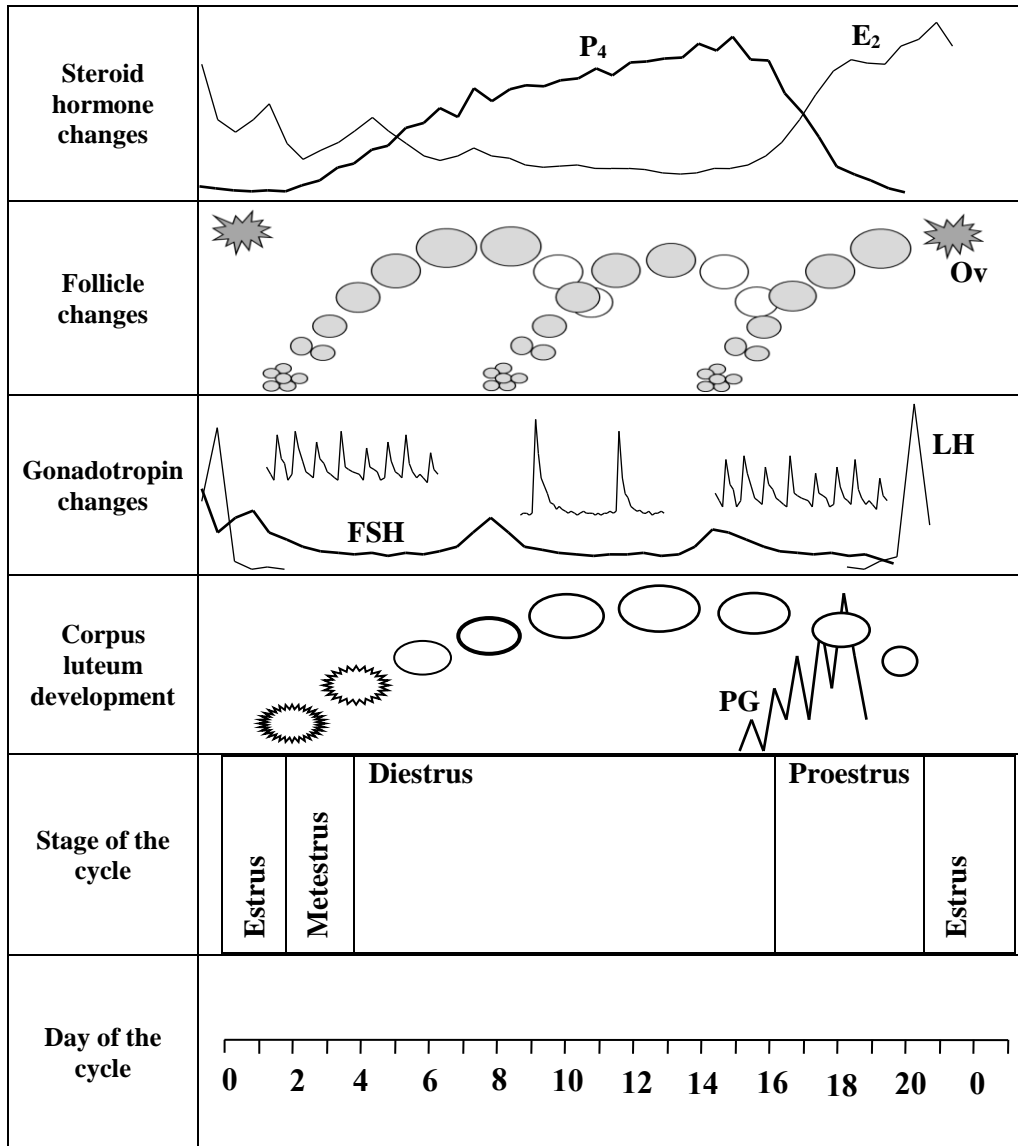 Steroid
hormone
changes
P4
E2
Follicle
changes
Ov
Gonadotropin
changes
FSH
LH
Corpus
luteum
development
PG
Stage of the
cycle
Estrus
Metestrus
Diestrus
Proestrus
Estrus
Day of the
cycle
0 2 4 6 8 10 12 14 16 18 20 0